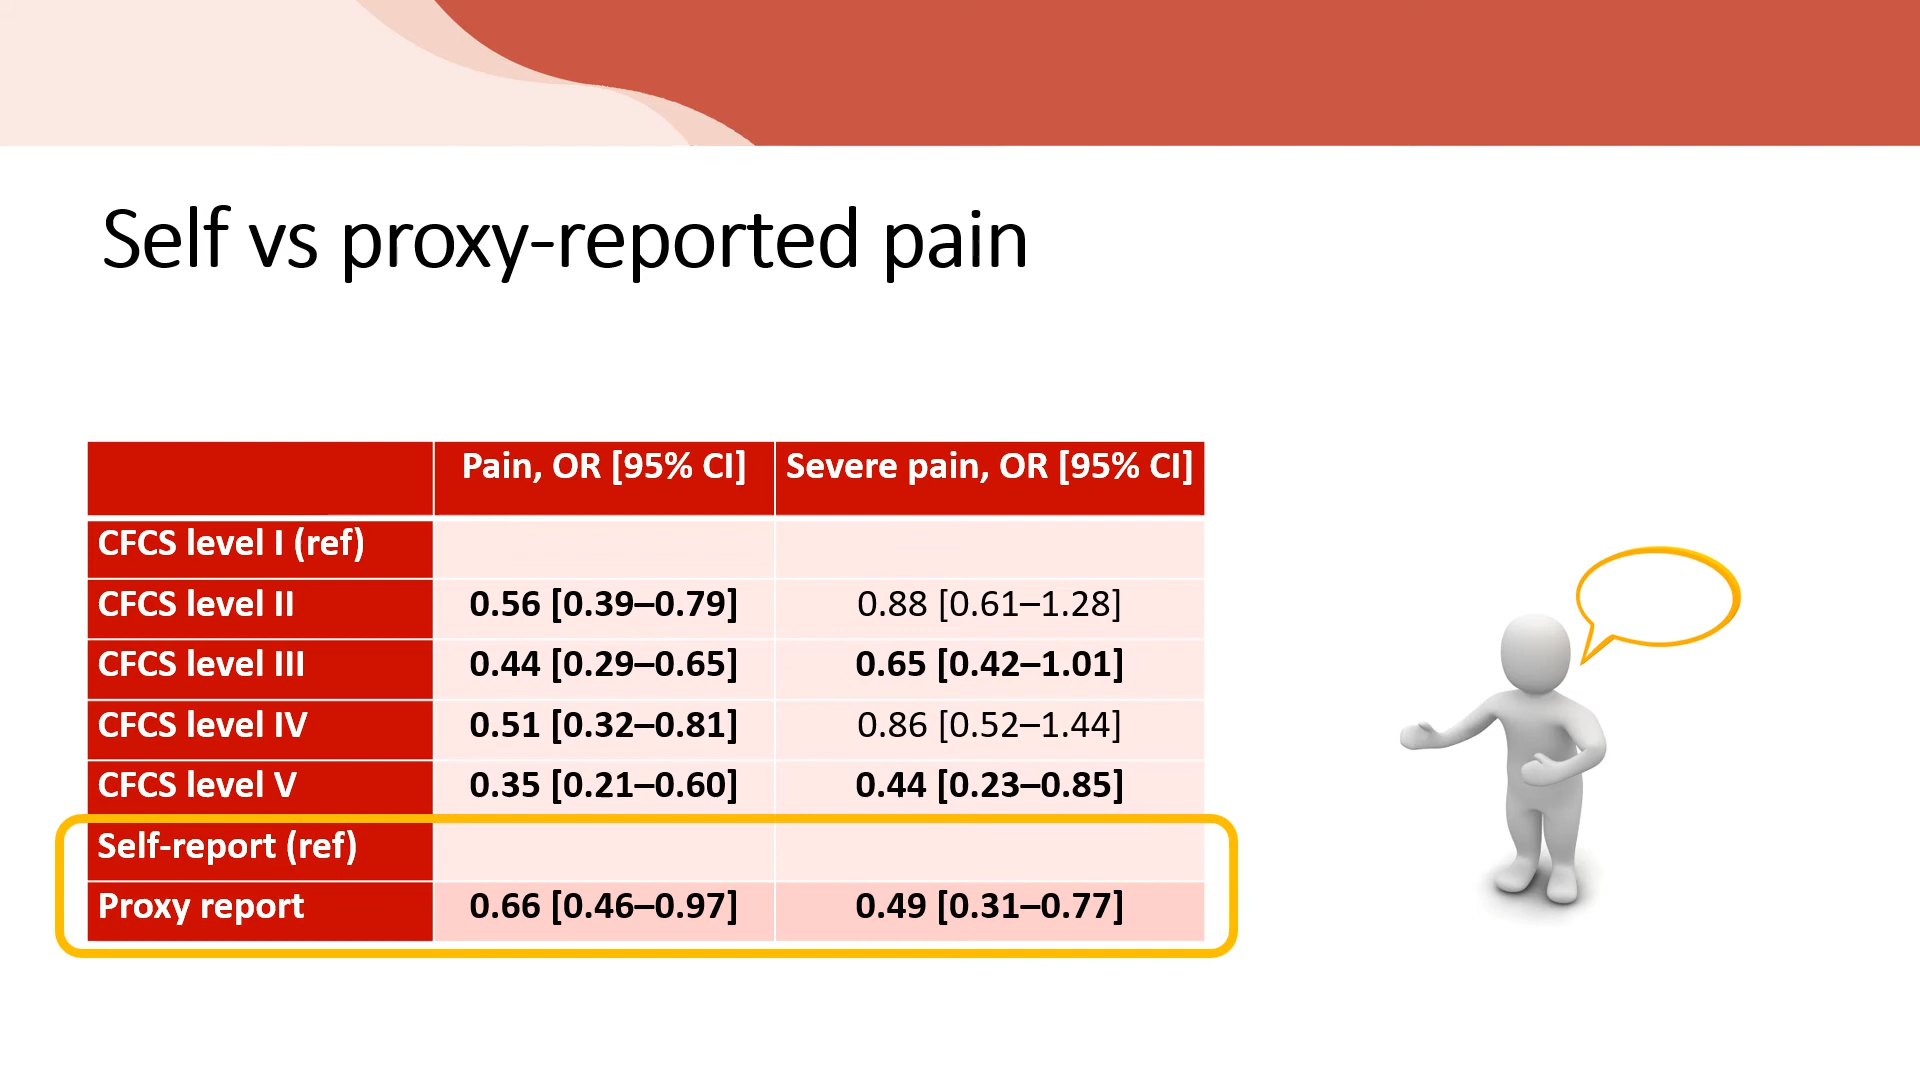 Self vs proxy-reported pain
Pain, OR [95% CI] Severe pain, OR [95% CI]
CFCS level I (ref)
CFCS level II 0.56 [0.39–0.79] 0.88 [0.61–1.28]
CFCS level III 0.44 [0.29–0.65] 0.65 [0.42–1.01]
CFCS level IV 0.51 [0.32–0.81] 0.86 [0.52–1.44]
CFCS level V 0.35 [0.21–0.60] 0.44 [0.23–0.85]
Self-report (ref)
Proxy report 0.66 [0.46–0.97] 0.49 [0.31–0.77]